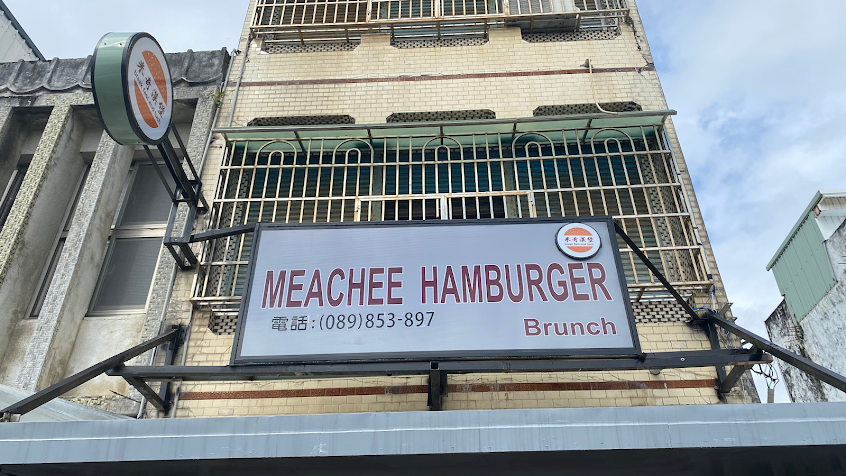 MEACHEE HAMBURGER
電話:(089)853-897
Brunch